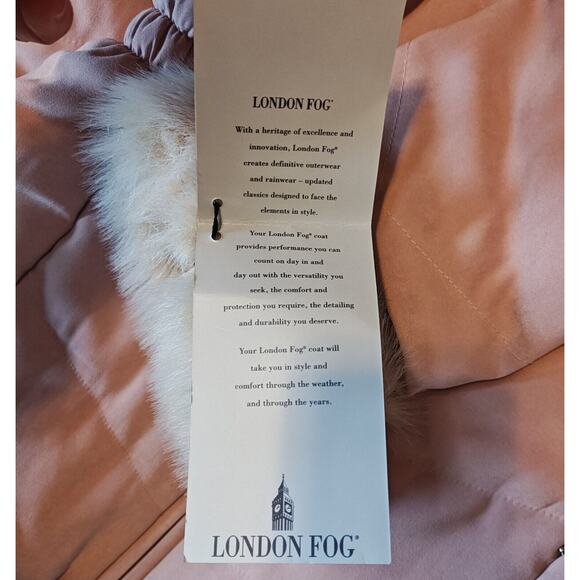 LONDON FOG®
With a heritage of excellence and
innovation, London Fog®
creates definitive outerwear
and rainwear – updated
classics designed to face the
elements in style.
Your London Fog® coat
provides performance you can
count on day in and
day out with the versatility you
seek, the comfort and
protection you require, the detailing
and durability you deserve.
Your London Fog® coat will
take you in style and
comfort through the weather,
and through the years.
LONDON FOG®